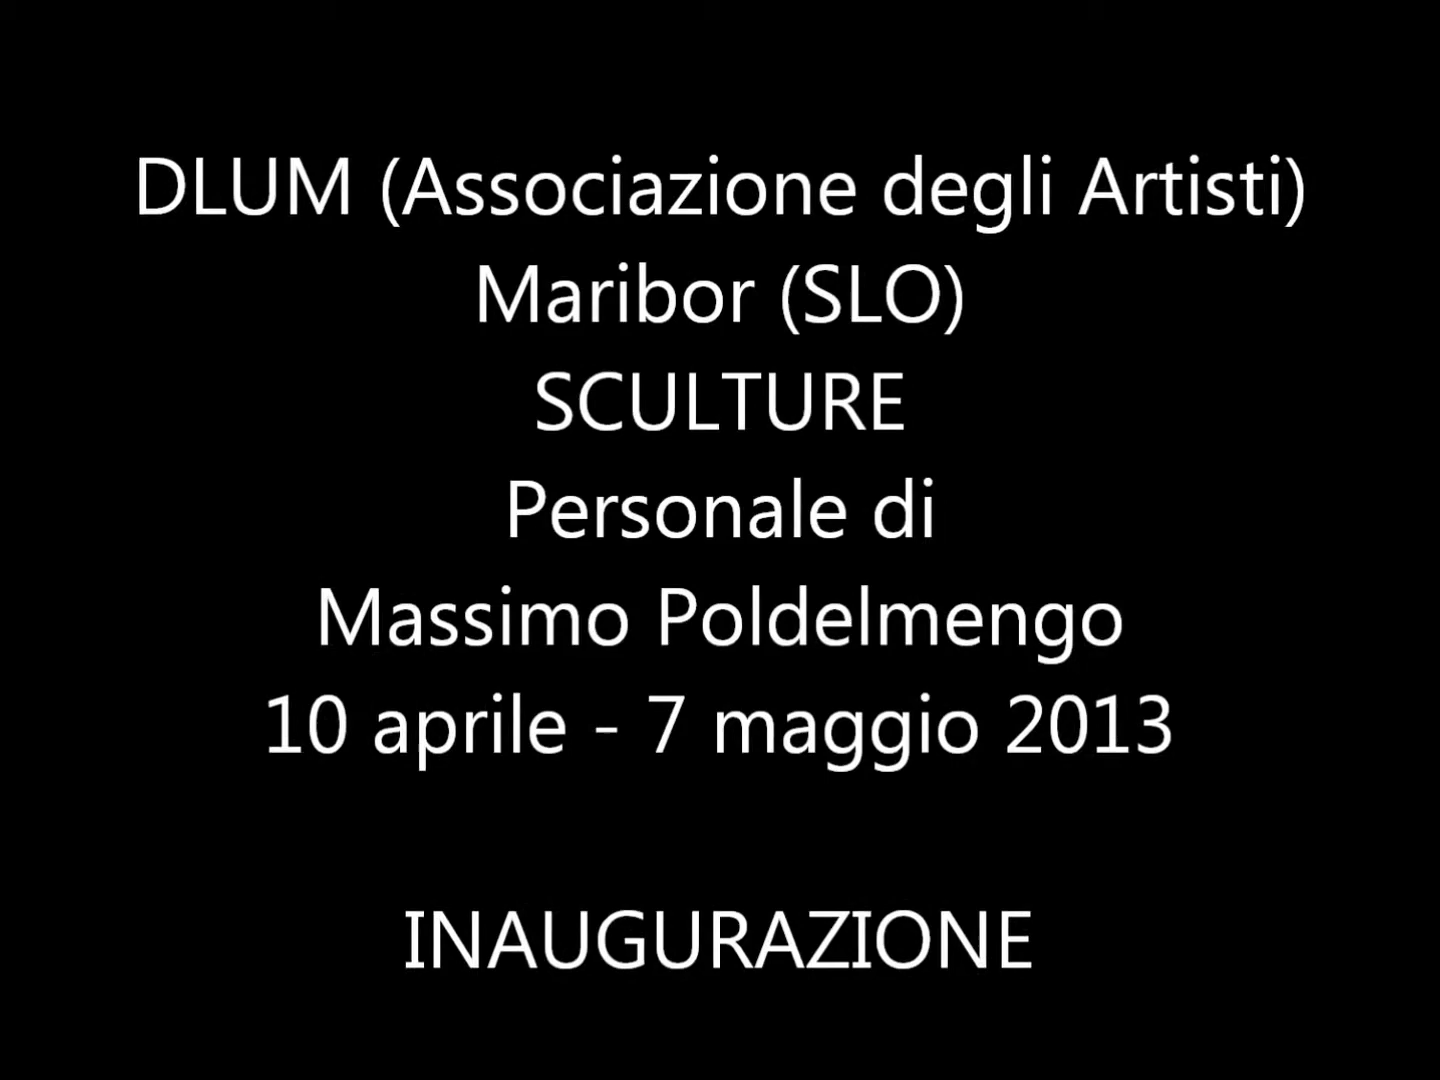 DLUM (Associazione degli Artisti)
Maribor (SLO)
SCULTURE
Personale di
Massimo Poldelmengo
10 aprile - 7 maggio 2013
INAUGURAZIONE